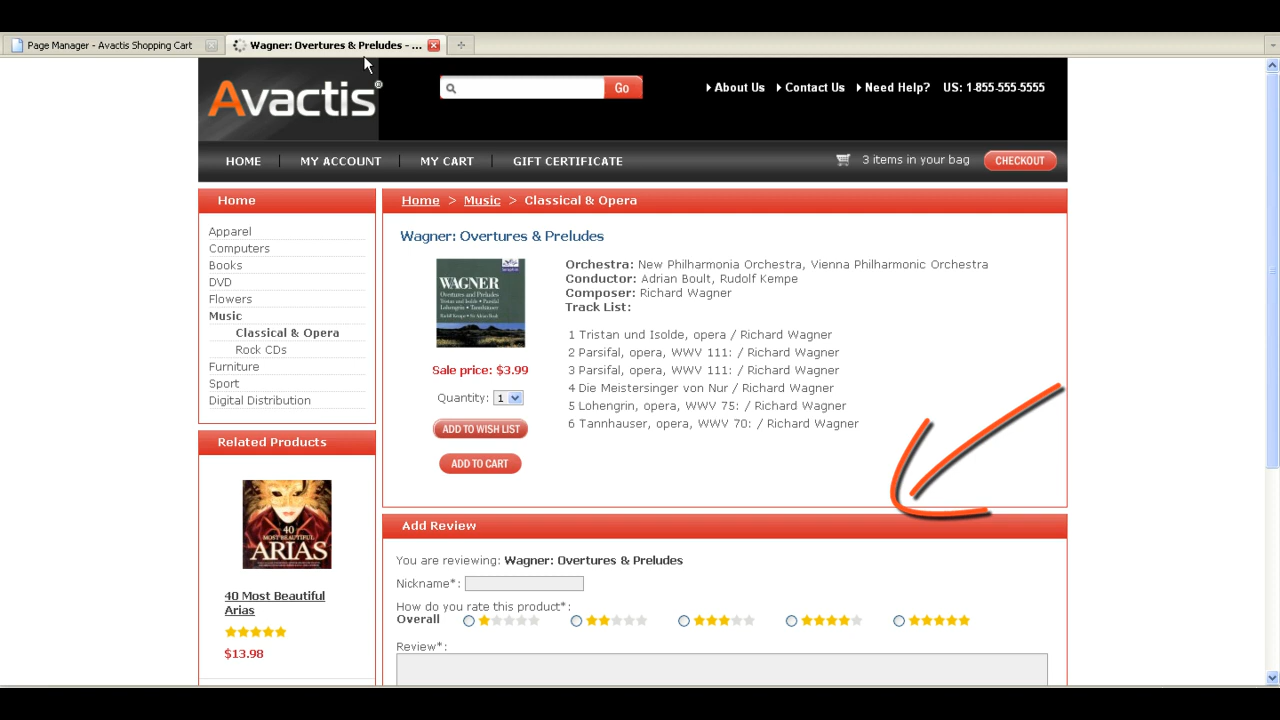 Page Manager - Avactis Shopping Cart
Wagner: Overtures & Preludes - ...
Avactis®
Go
About Us
Contact Us
Need Help?
US: 1-855-555-5555
HOME
MY ACCOUNT
MY CART
GIFT CERTIFICATE
3 items in your bag
CHECKOUT
Home
Apparel
Computers
Books
DVD
Flowers
Music
Classical & Opera
Rock CDs
Furniture
Sport
Digital Distribution
Related Products
40
MOST BEAUTIFUL
ARIAS
40 Most Beautiful
Arias
$13.98
Home > Music > Classical & Opera
Wagner: Overtures & Preludes
WAGNER
Overtures and Preludes
Tristan und Isolde • Parsifal
Lohengrin • Tannhauser
Sale price: $3.99
Quantity: 1
ADD TO WISH LIST
ADD TO CART
Orchestra: New Philharmonia Orchestra, Vienna Philharmonic Orchestra
Conductor: Adrian Boult, Rudolf Kempe
Composer: Richard Wagner
Track List:
1 Tristan und Isolde, opera / Richard Wagner
2 Parsifal, opera, WWV 111: / Richard Wagner
3 Parsifal, opera, WWV 111: / Richard Wagner
4 Die Meistersinger von Nur / Richard Wagner
5 Lohengrin, opera, WWV 75: / Richard Wagner
6 Tannhauser, opera, WWV 70: / Richard Wagner
Add Review
You are reviewing: Wagner: Overtures & Preludes
Nickname*:
How do you rate this product*:
Overall
Review*: